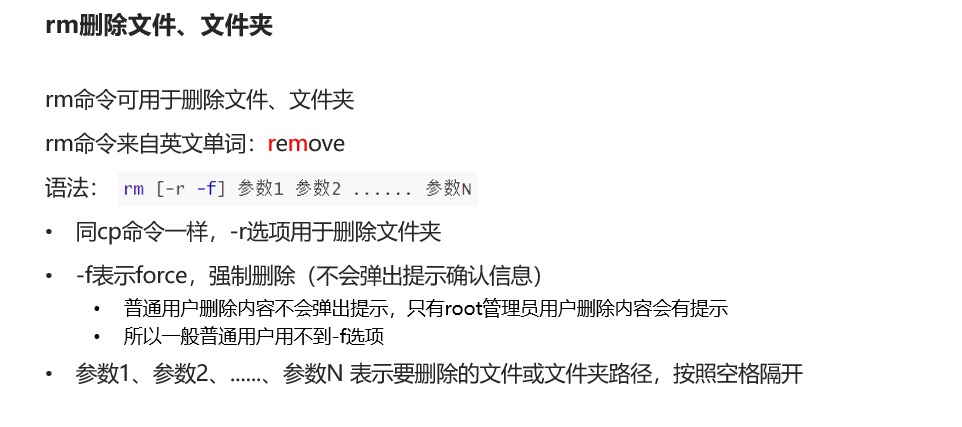 rm删除文件、文件夹
rm命令可用于删除文件、文件夹
rm命令来自英文单词：remove
语法： rm [-r -f] 参数1 参数2 ...... 参数N
• 同cp命令一样，-r选项用于删除文件夹
• -f表示force，强制删除（不会弹出提示确认信息）
• 普通用户删除内容不会弹出提示，只有root管理员用户删除内容会有提示
• 所以一般普通用户用不到-f选项
• 参数1、参数2、......、参数N 表示要删除的文件或文件夹路径，按照空格隔开